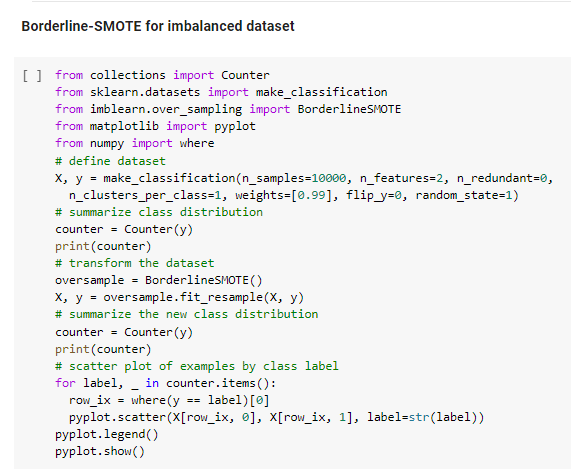 Borderline-SMOTE for imbalanced dataset
[ ] from collections import Counter
from sklearn.datasets import make_classification
from imblearn.over_sampling import BorderlineSMOTE
from matplotlib import pyplot
from numpy import where
# define dataset
X, y = make_classification(n_samples=10000, n_features=2, n_redundant=0,
  n_clusters_per_class=1, weights=[0.99], flip_y=0, random_state=1)
# summarize class distribution
counter = Counter(y)
print(counter)
# transform the dataset
oversample = BorderlineSMOTE()
X, y = oversample.fit_resample(X, y)
# summarize the new class distribution
counter = Counter(y)
print(counter)
# scatter plot of examples by class label
for label, _ in counter.items():
  row_ix = where(y == label)[0]
  pyplot.scatter(X[row_ix, 0], X[row_ix, 1], label=str(label))
pyplot.legend()
pyplot.show()